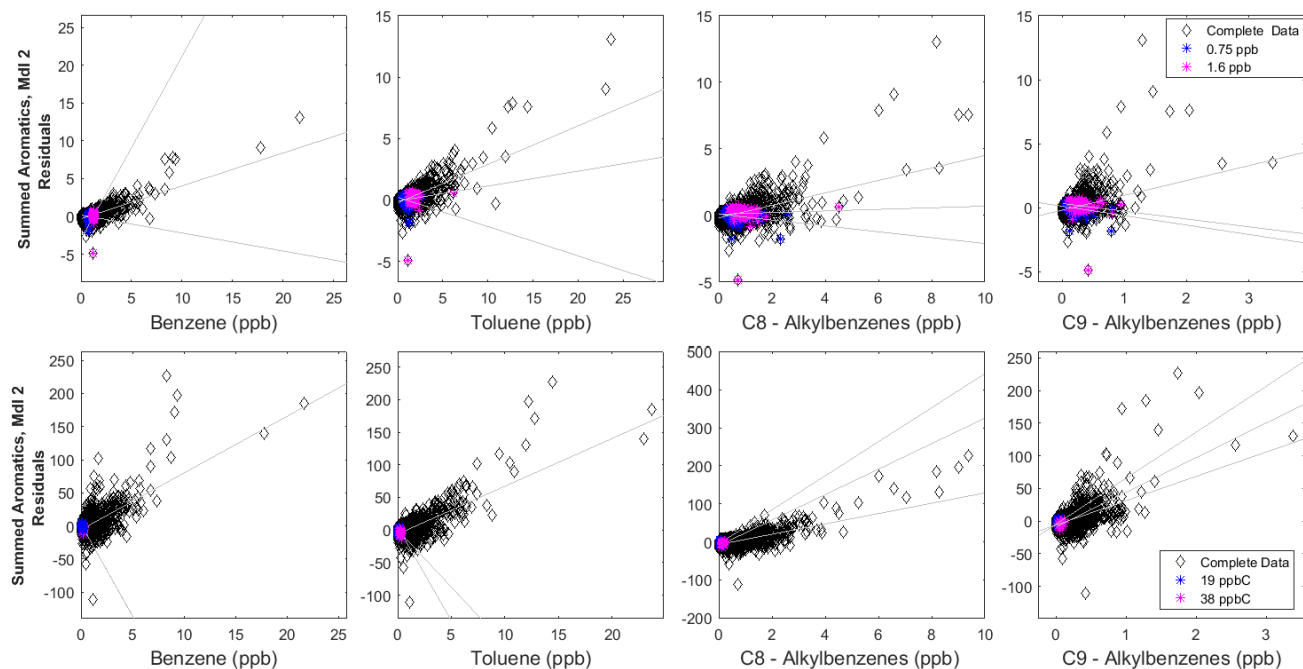 Summed Aromatics, Mdl 2
Residuals
25
20
15
10
5
0
-5
0 5 10 15 20 25
Benzene (ppb)
15
10
5
0
-5
0 5 10 15 20 25
Toluene (ppb)
15
10
5
0
-5
0 2 4 6 8 10
C8 - Alkylbenzenes (ppb)
15
10
5
0
-5
0 1 2 3
C9 - Alkylbenzenes (ppb)
Complete Data
0.75 ppb
1.6 ppb
Summed Aromatics, Mdl 2
Residuals
250
200
150
100
50
0
-50
-100
0 5 10 15 20 25
Benzene (ppb)
250
200
150
100
50
0
-50
-100
0 5 10 15 20
Toluene (ppb)
500
400
300
200
100
0
-100
-200
0 2 4 6 8 10
C8 - Alkylbenzenes (ppb)
250
200
150
100
50
0
-50
-100
0 1 2 3
C9 - Alkylbenzenes (ppb)
Complete Data
19 ppbC
38 ppbC